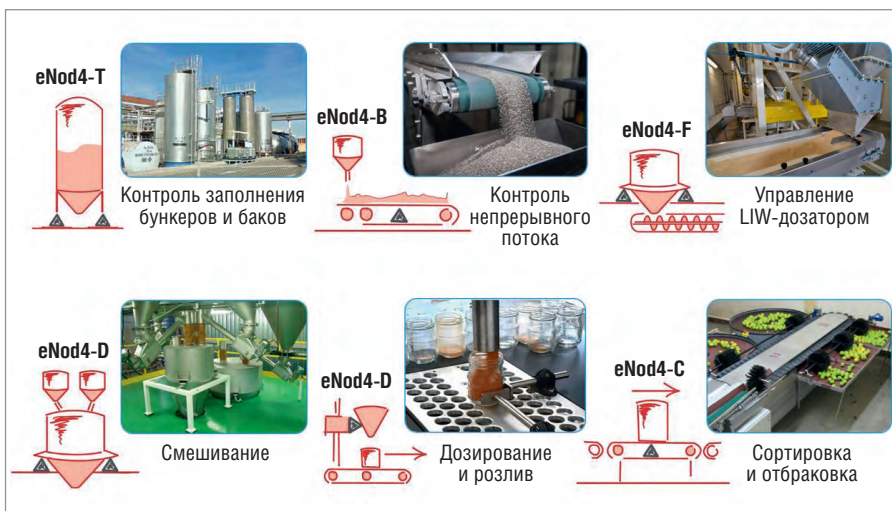 eNod4-T
Контроль заполнения
бункеров и баков
eNod4-B
Контроль
непрерывного
потока
eNod4-F
Управление
LIW-дозатором
eNod4-D
Смешивание
eNod4-D
Дозирование
и розлив
eNod4-C
Сортировка
и отбраковка